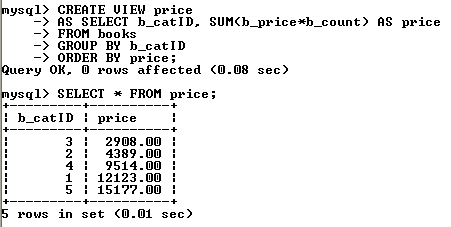 mysql> CREATE VIEW price
    -> AS SELECT b_catID, SUM(b_price*b_count) AS price
    -> FROM books
    -> GROUP BY b_catID
    -> ORDER BY price;
Query OK, 0 rows affected (0.08 sec)
mysql> SELECT * FROM price;
+---------+----------+
| b_catID | price    |
+---------+----------+
|       3 |  2908.00 |
|       2 |  4389.00 |
|       4 |  9514.00 |
|       1 | 12123.00 |
|       5 | 15177.00 |
+---------+----------+
5 rows in set (0.01 sec)